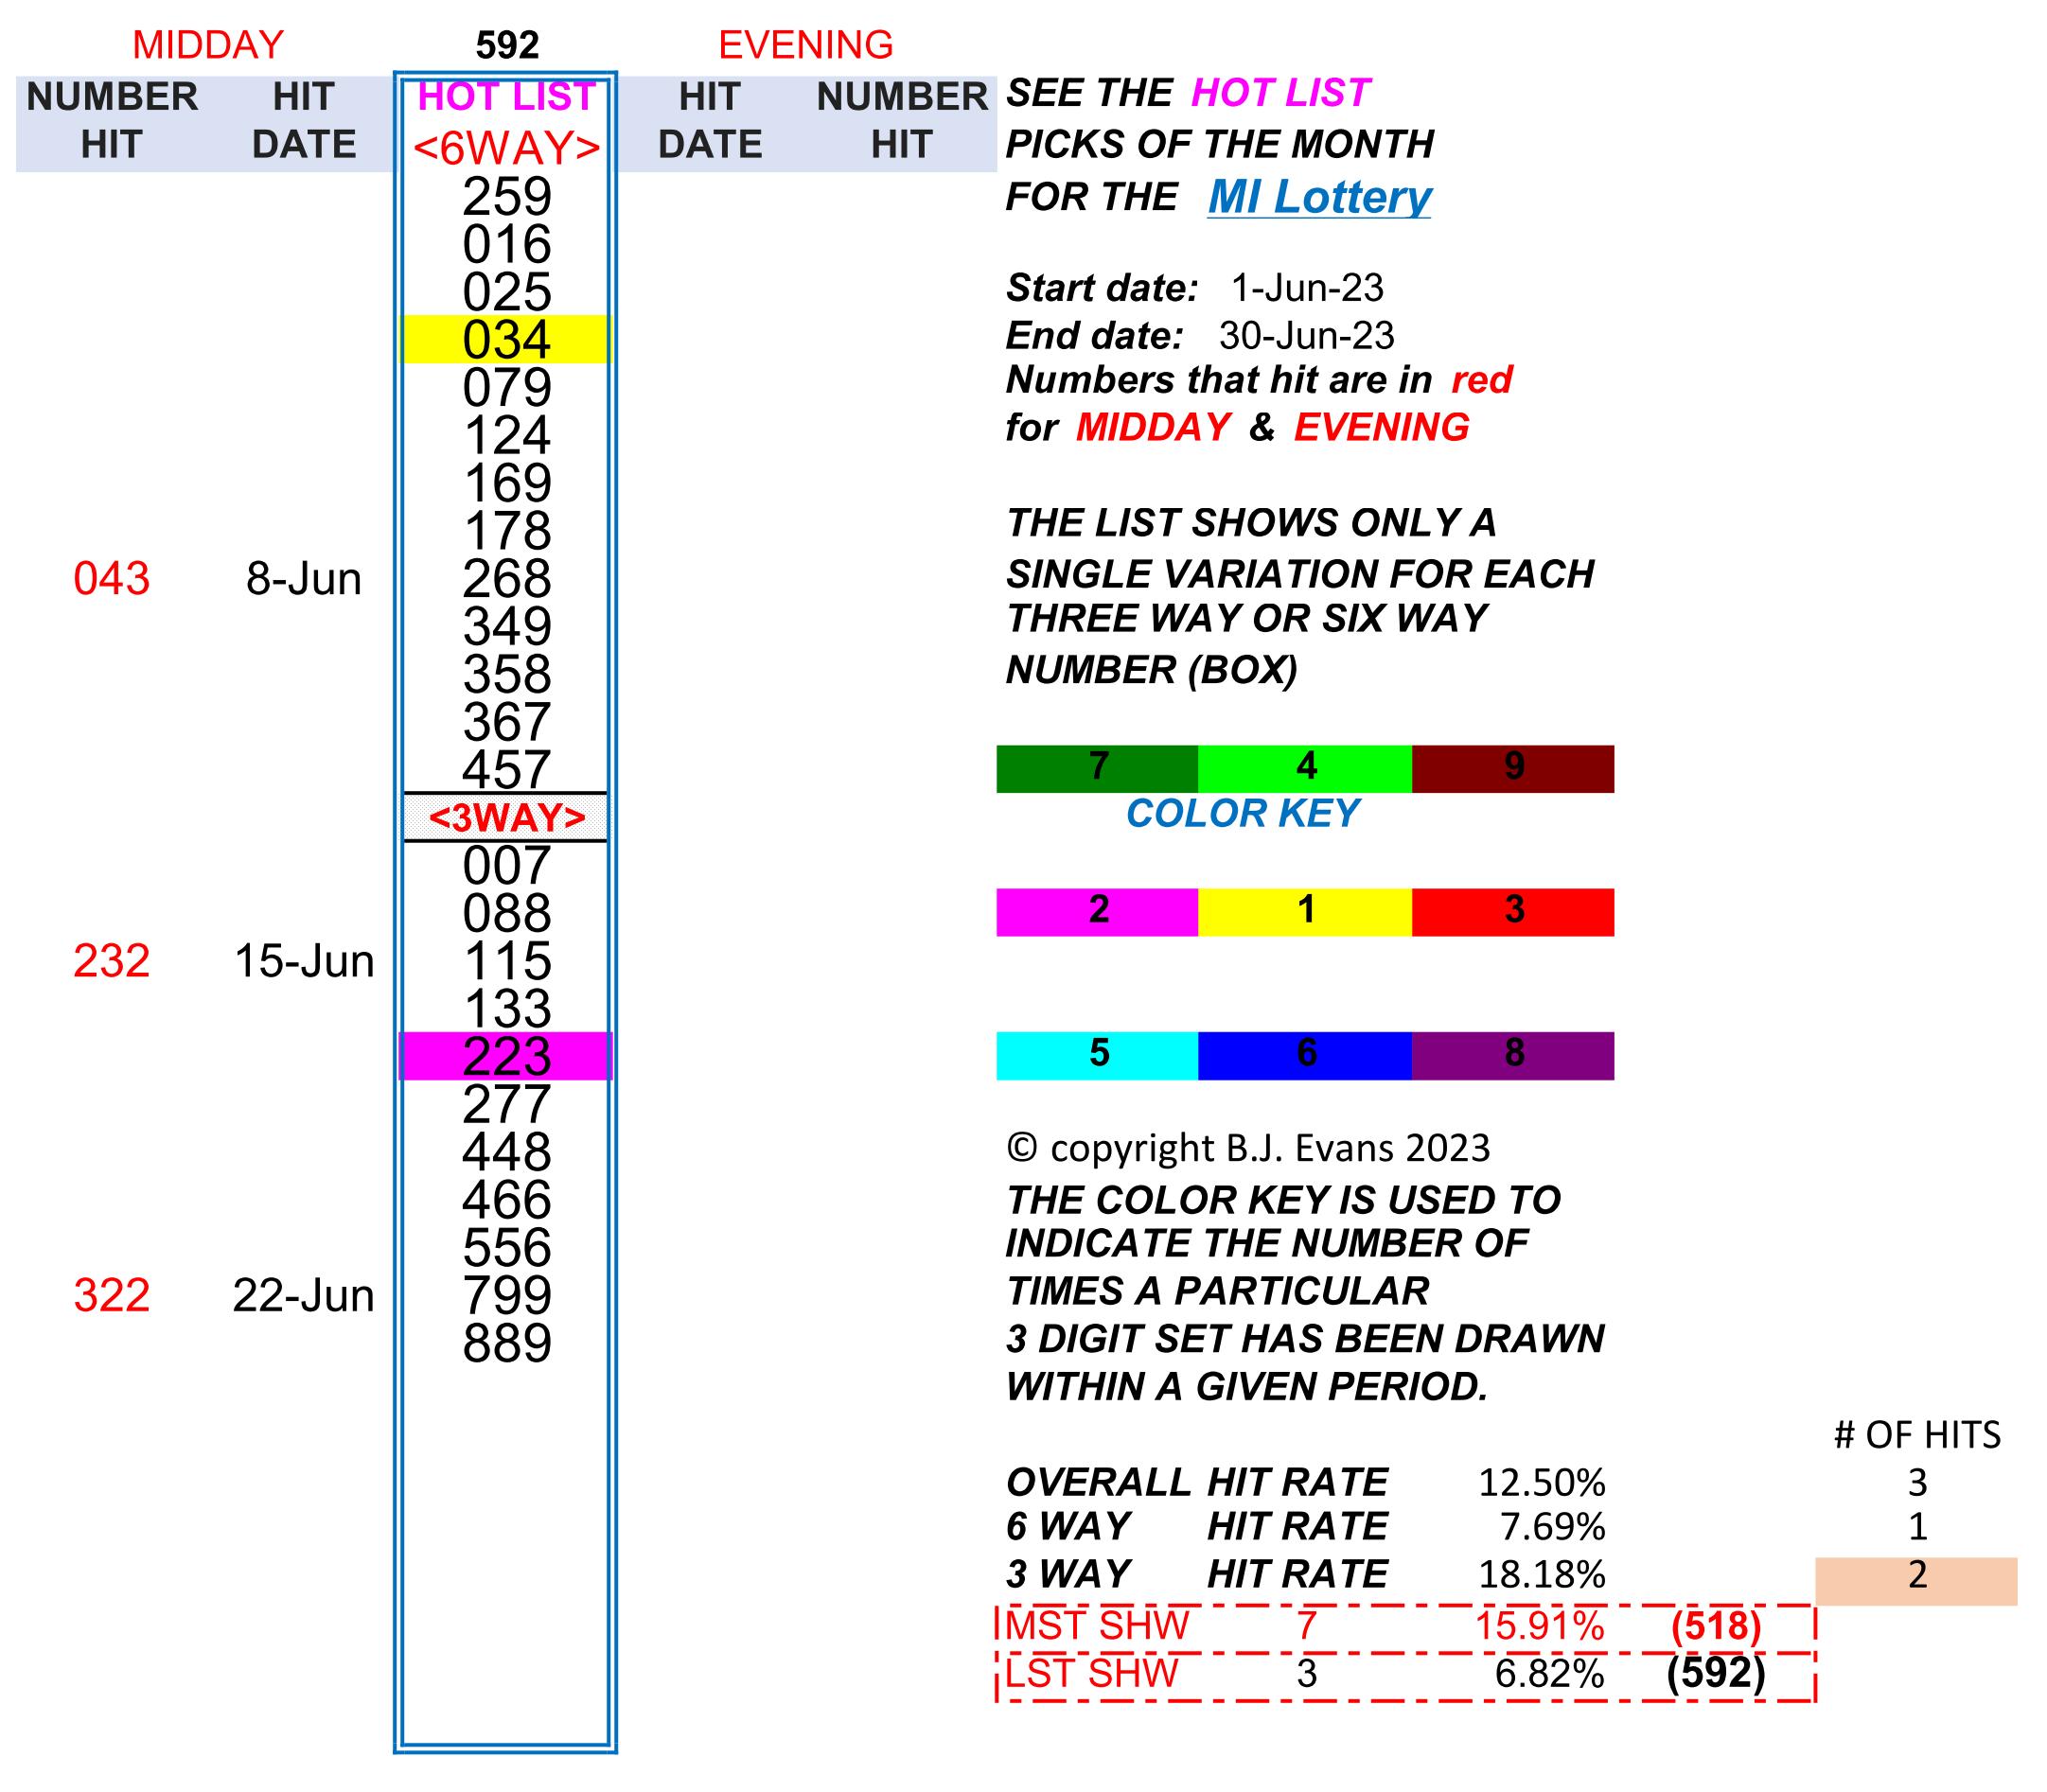 MIDDAY 592 EVENING
NUMBER HIT HOT LIST HIT NUMBER
HIT DATE <6WAY> DATE HIT
259
016
025
034
079
124
169
178
043 8-Jun 268
349
358
367
457
<3WAY>
007
088
232 15-Jun 115
133
223
277
448
466
556
322 22-Jun 799
889
SEE THE HOT LIST
PICKS OF THE MONTH
FOR THE MI Lottery
Start date: 1-Jun-23
End date: 30-Jun-23
Numbers that hit are in red
for MIDDAY & EVENING
THE LIST SHOWS ONLY A
SINGLE VARIATION FOR EACH
THREE WAY OR SIX WAY
NUMBER (BOX)
7 4 9
COLOR KEY
2 1 3
5 6 8
© copyright B.J. Evans 2023
THE COLOR KEY IS USED TO
INDICATE THE NUMBER OF
TIMES A PARTICULAR
3 DIGIT SET HAS BEEN DRAWN
WITHIN A GIVEN PERIOD.
# OF HITS
OVERALL HIT RATE 12.50% 3
6 WAY HIT RATE 7.69% 1
3 WAY HIT RATE 18.18% 2
MST SHW 7 15.91% (518)
LST SHW 3 6.82% (592)